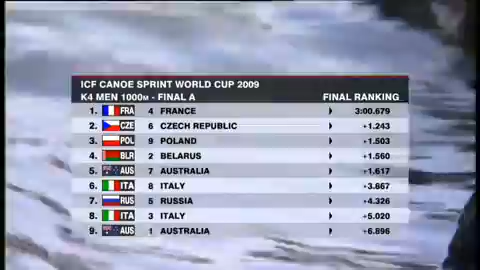 ICF CANOE SPRINT WORLD CUP 2009
K4 MEN 1000M - FINAL A FINAL RANKING
1. FRA 4 FRANCE 3:00.679
2. CZE 6 CZECH REPUBLIC +1.243
3. POL 9 POLAND +1.503
4. BLR 2 BELARUS +1.560
5. AUS 7 AUSTRALIA +1.617
6. ITA 8 ITALY +3.867
7. RUS 5 RUSSIA +4.326
8. ITA 3 ITALY +5.020
9. AUS 1 AUSTRALIA +6.896